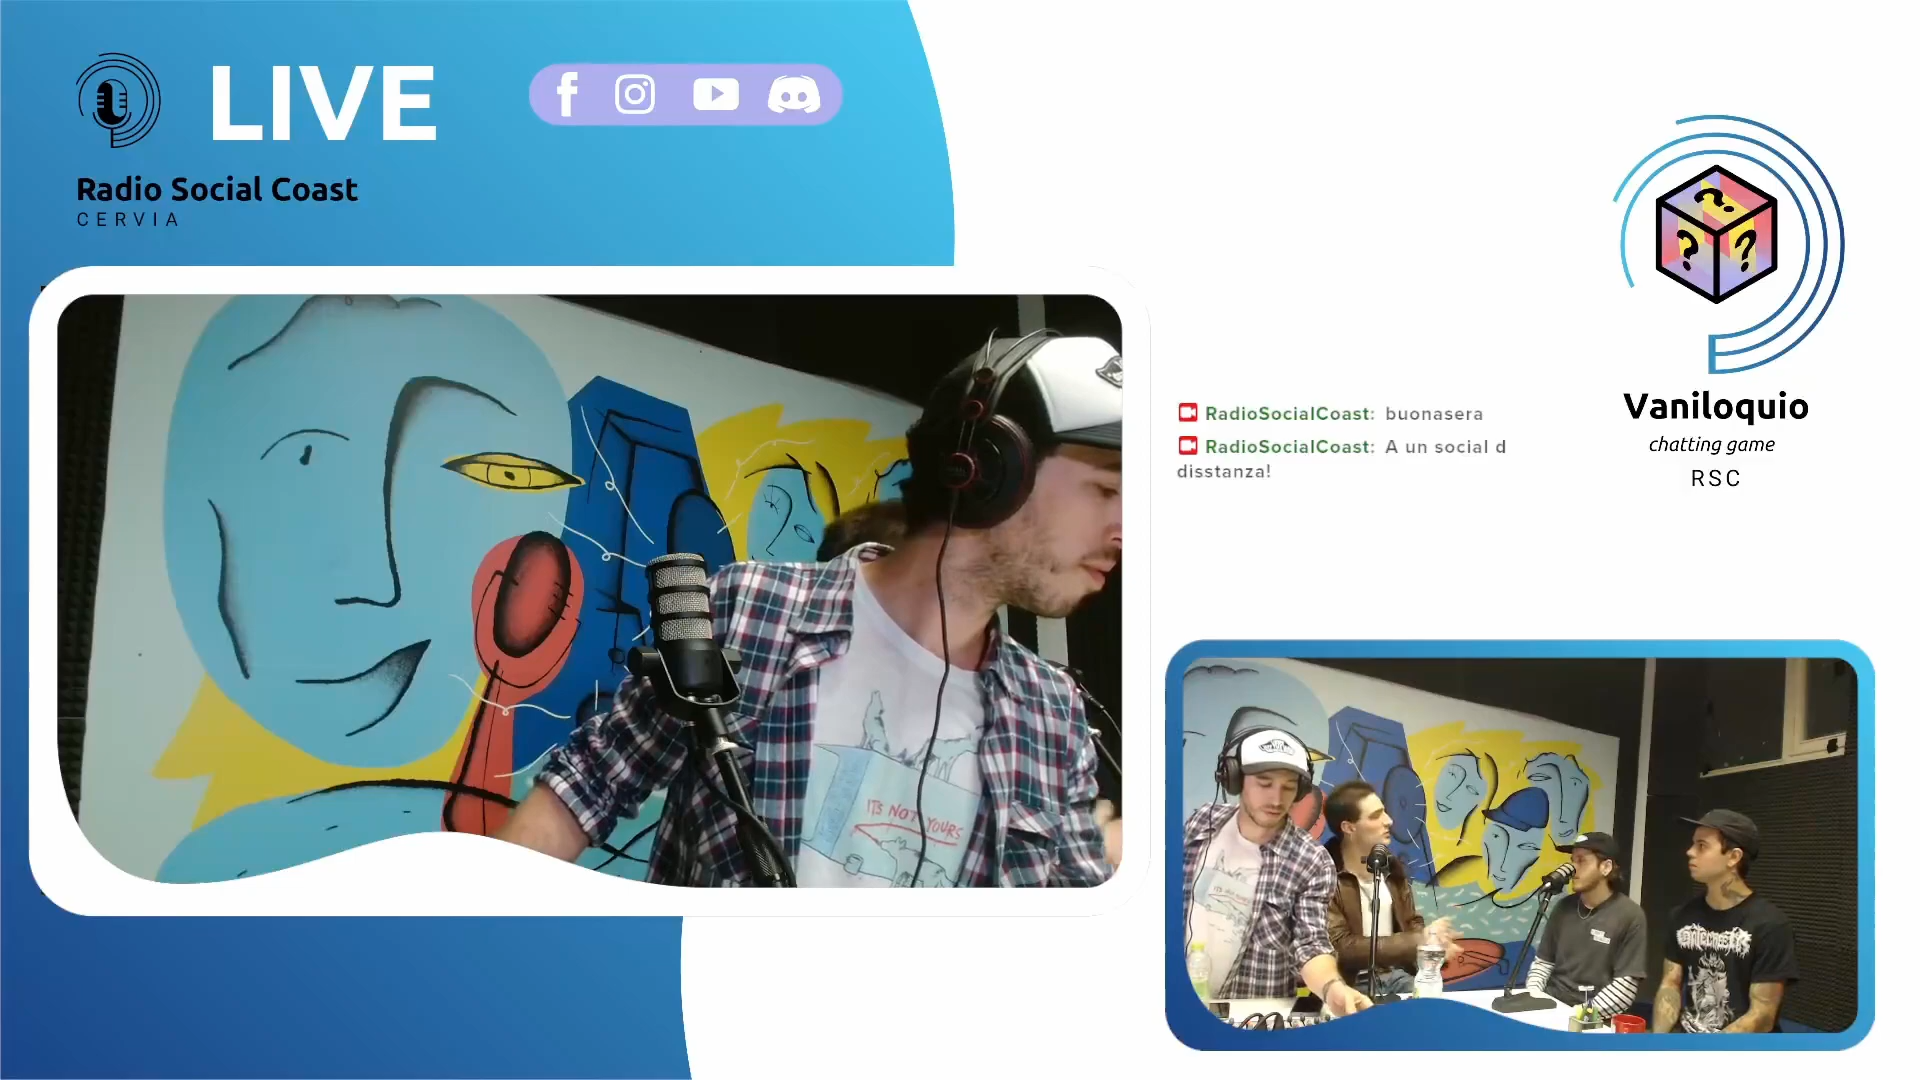 LIVE
Radio Social Coast
CERVIA
RadioSocialCoast: buonasera
RadioSocialCoast: A un social d
disstanza!
Vaniloquio
chatting game
RSC
IT'S NOT YOURS